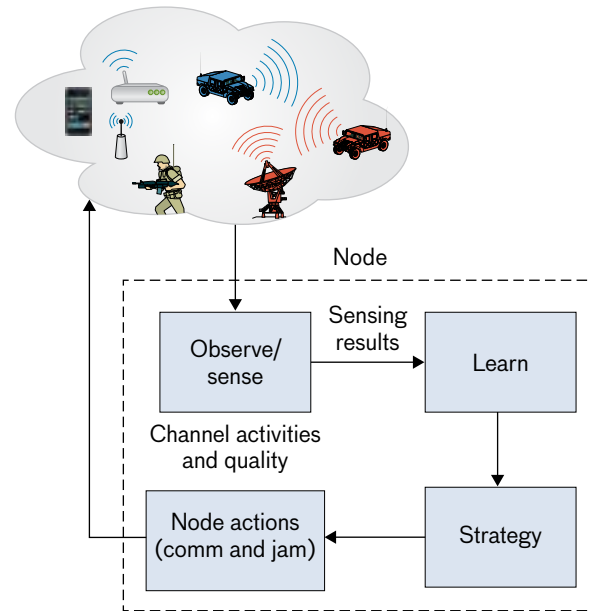 Node
Observe/
sense
Sensing
results
Learn
Channel activities
and quality
Node actions
(comm and jam)
Strategy